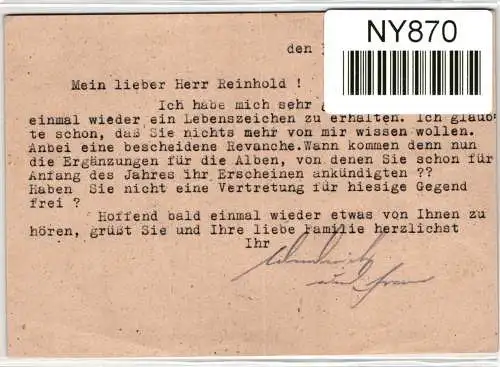 NY870
den
Mein lieber Herr Reinhold !
Ich habe mich sehr
einmal wieder ein Lebenszeichen zu erhalten. Ich glaub-
te schon, daß Sie nichts mehr von mir wissen wollen.
Anbei eine bescheidene Revanche.Wann kommen denn nun
die Ergänzungen für die Alben, von denen Sie schon für
Anfang des Jahres ihr Erscheinen ankündigten ??
Haben Sie nicht eine Vertretung für hiesige Gegend
frei ?
Hoffend bald einmal wieder etwas von Ihnen zu
hören, grüßt Sie und Ihre liebe Familie herzlichst
Ihr
und Frau